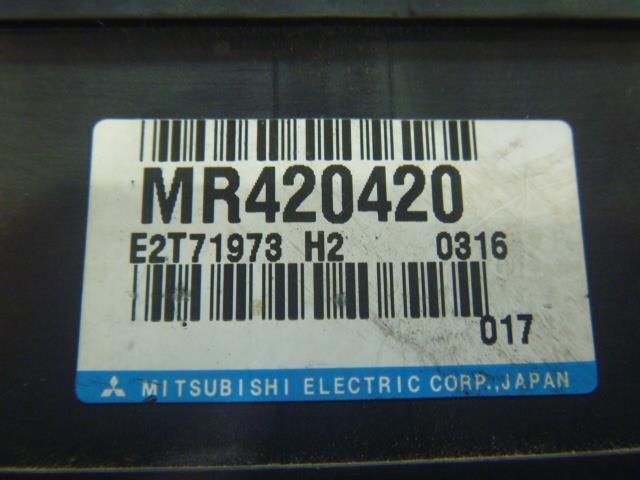 MR420420
E2T71973 H2 0316
017
MITSUBISHI ELECTRIC CORP.,JAPAN